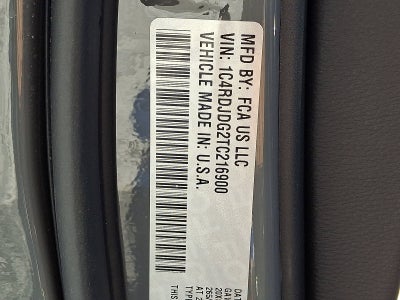 MFD BY: FCA US LLC
VIN: 1C4RDJDG2TC216900
VEHICLE MADE IN: U.S.A.